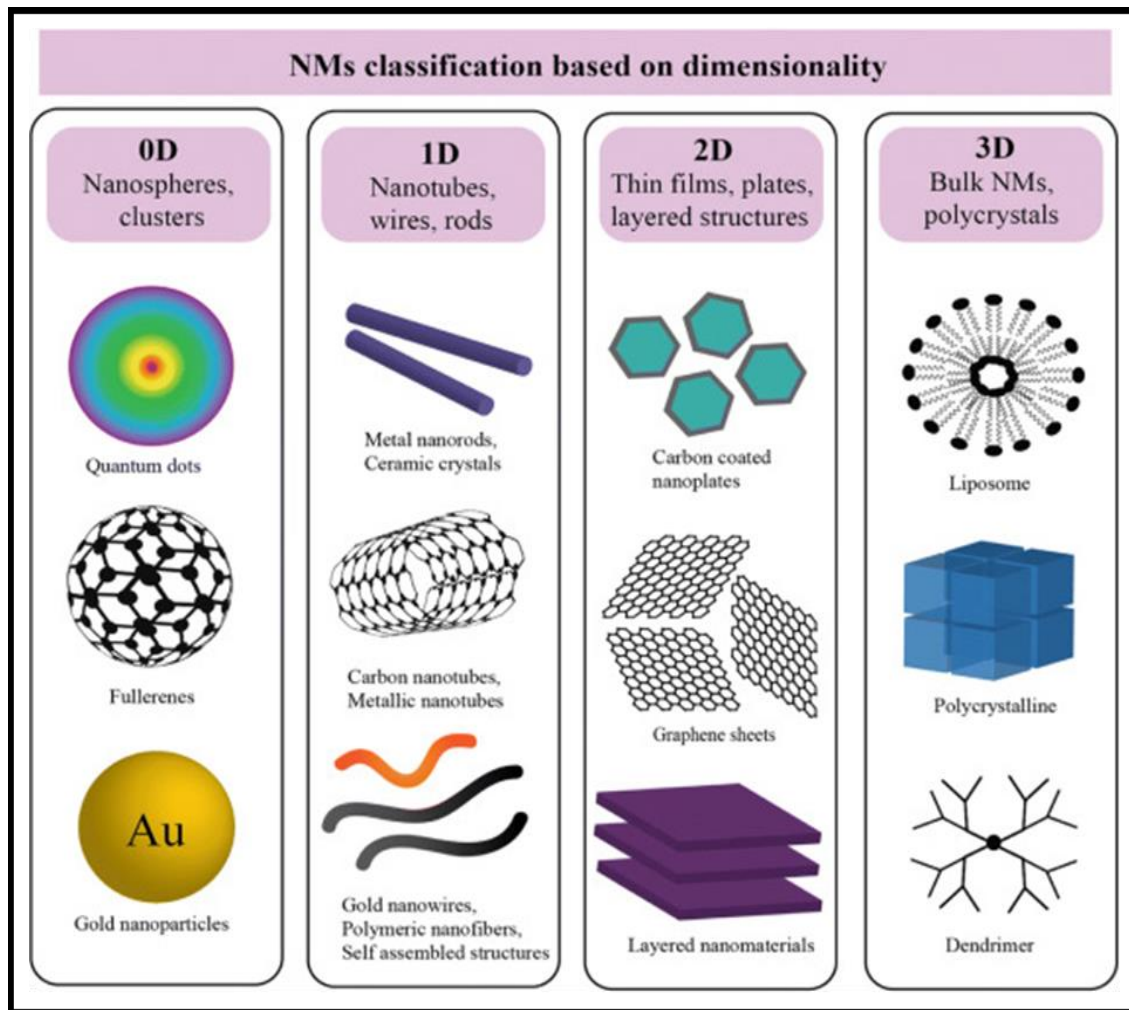 NMs classification based on dimensionality
0D
Nanospheres,
clusters
Quantum dots
Fullerenes
Au
Gold nanoparticles
1D
Nanotubes,
wires, rods
Metal nanorods,
Ceramic crystals
Carbon nanotubes,
Metallic nanotubes
Gold nanowires,
Polymeric nanofibers,
Self assembled structures
2D
Thin films, plates,
layered structures
Carbon coated
nanoplates
Graphene sheets
Layered nanomaterials
3D
Bulk NMs,
polycrystals
Liposome
Polycrystalline
Dendrimer